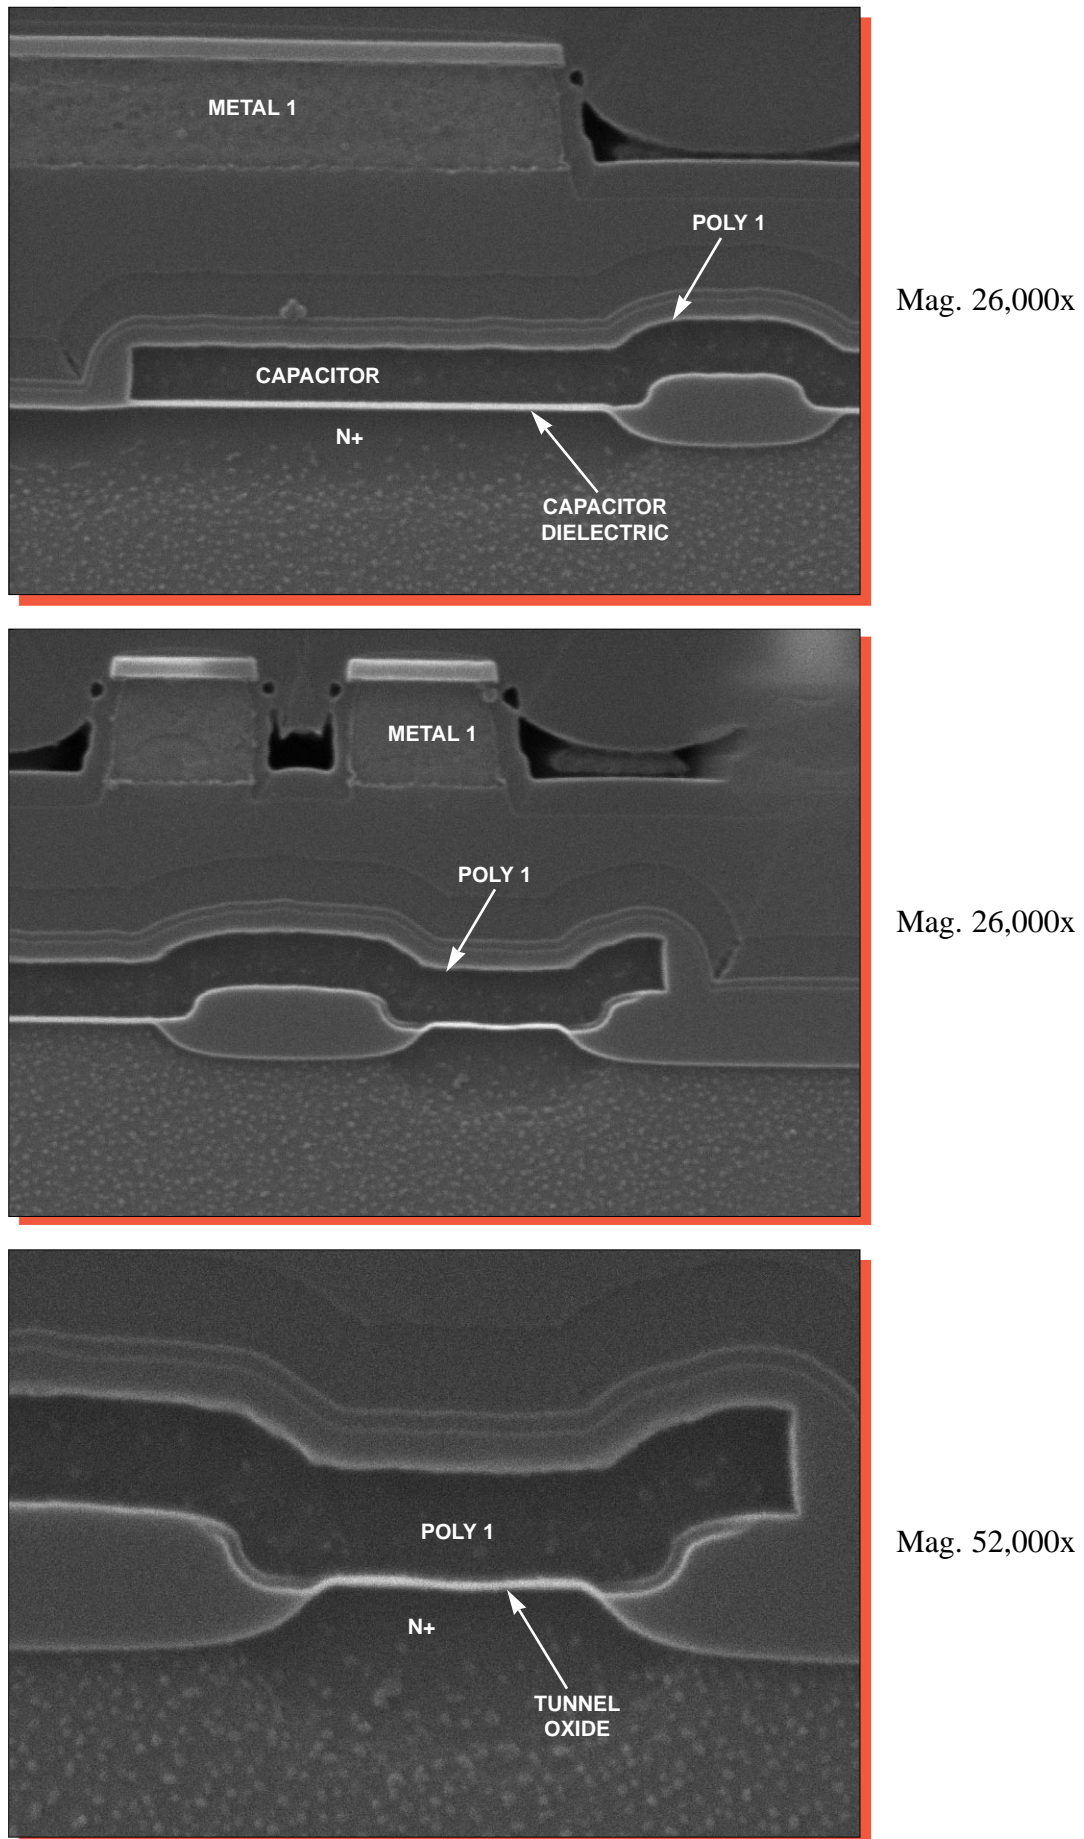 METAL 1
POLY 1
Mag. 26,000x
CAPACITOR
N+
CAPACITOR
DIELECTRIC
METAL 1
POLY 1
Mag. 26,000x
POLY 1
Mag. 52,000x
N+
TUNNEL
OXIDE